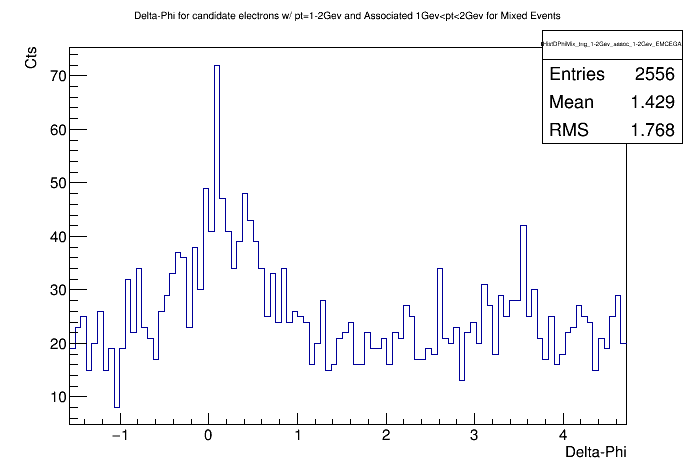 Delta-Phi for candidate electrons w/ pt=1-2Gev and Associated 1Gev<pt<2Gev for Mixed Events
HistDPhiMix_trig_1-2Gev_assoc_1-2Gev_EMCEGA
Entries 2556
Mean 1.429
RMS 1.768
Cts
70
60
50
40
30
20
10
−1 0 1 2 3 4
Delta-Phi